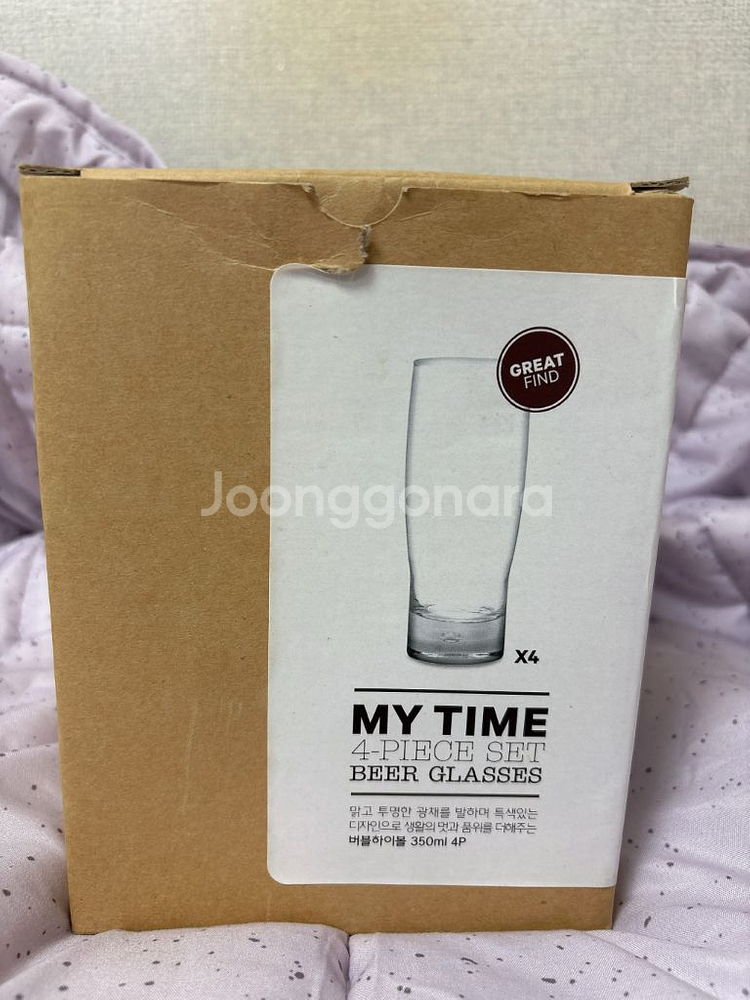 GREAT
FIND
Joonggonara
X4
MY TIME
4-PIECE SET
BEER GLASSES
맑고 투명한 광채를 발하며 특색있는
디자인으로 생활의 멋과 품위를 더해주는
버블하이볼 350ml 4P